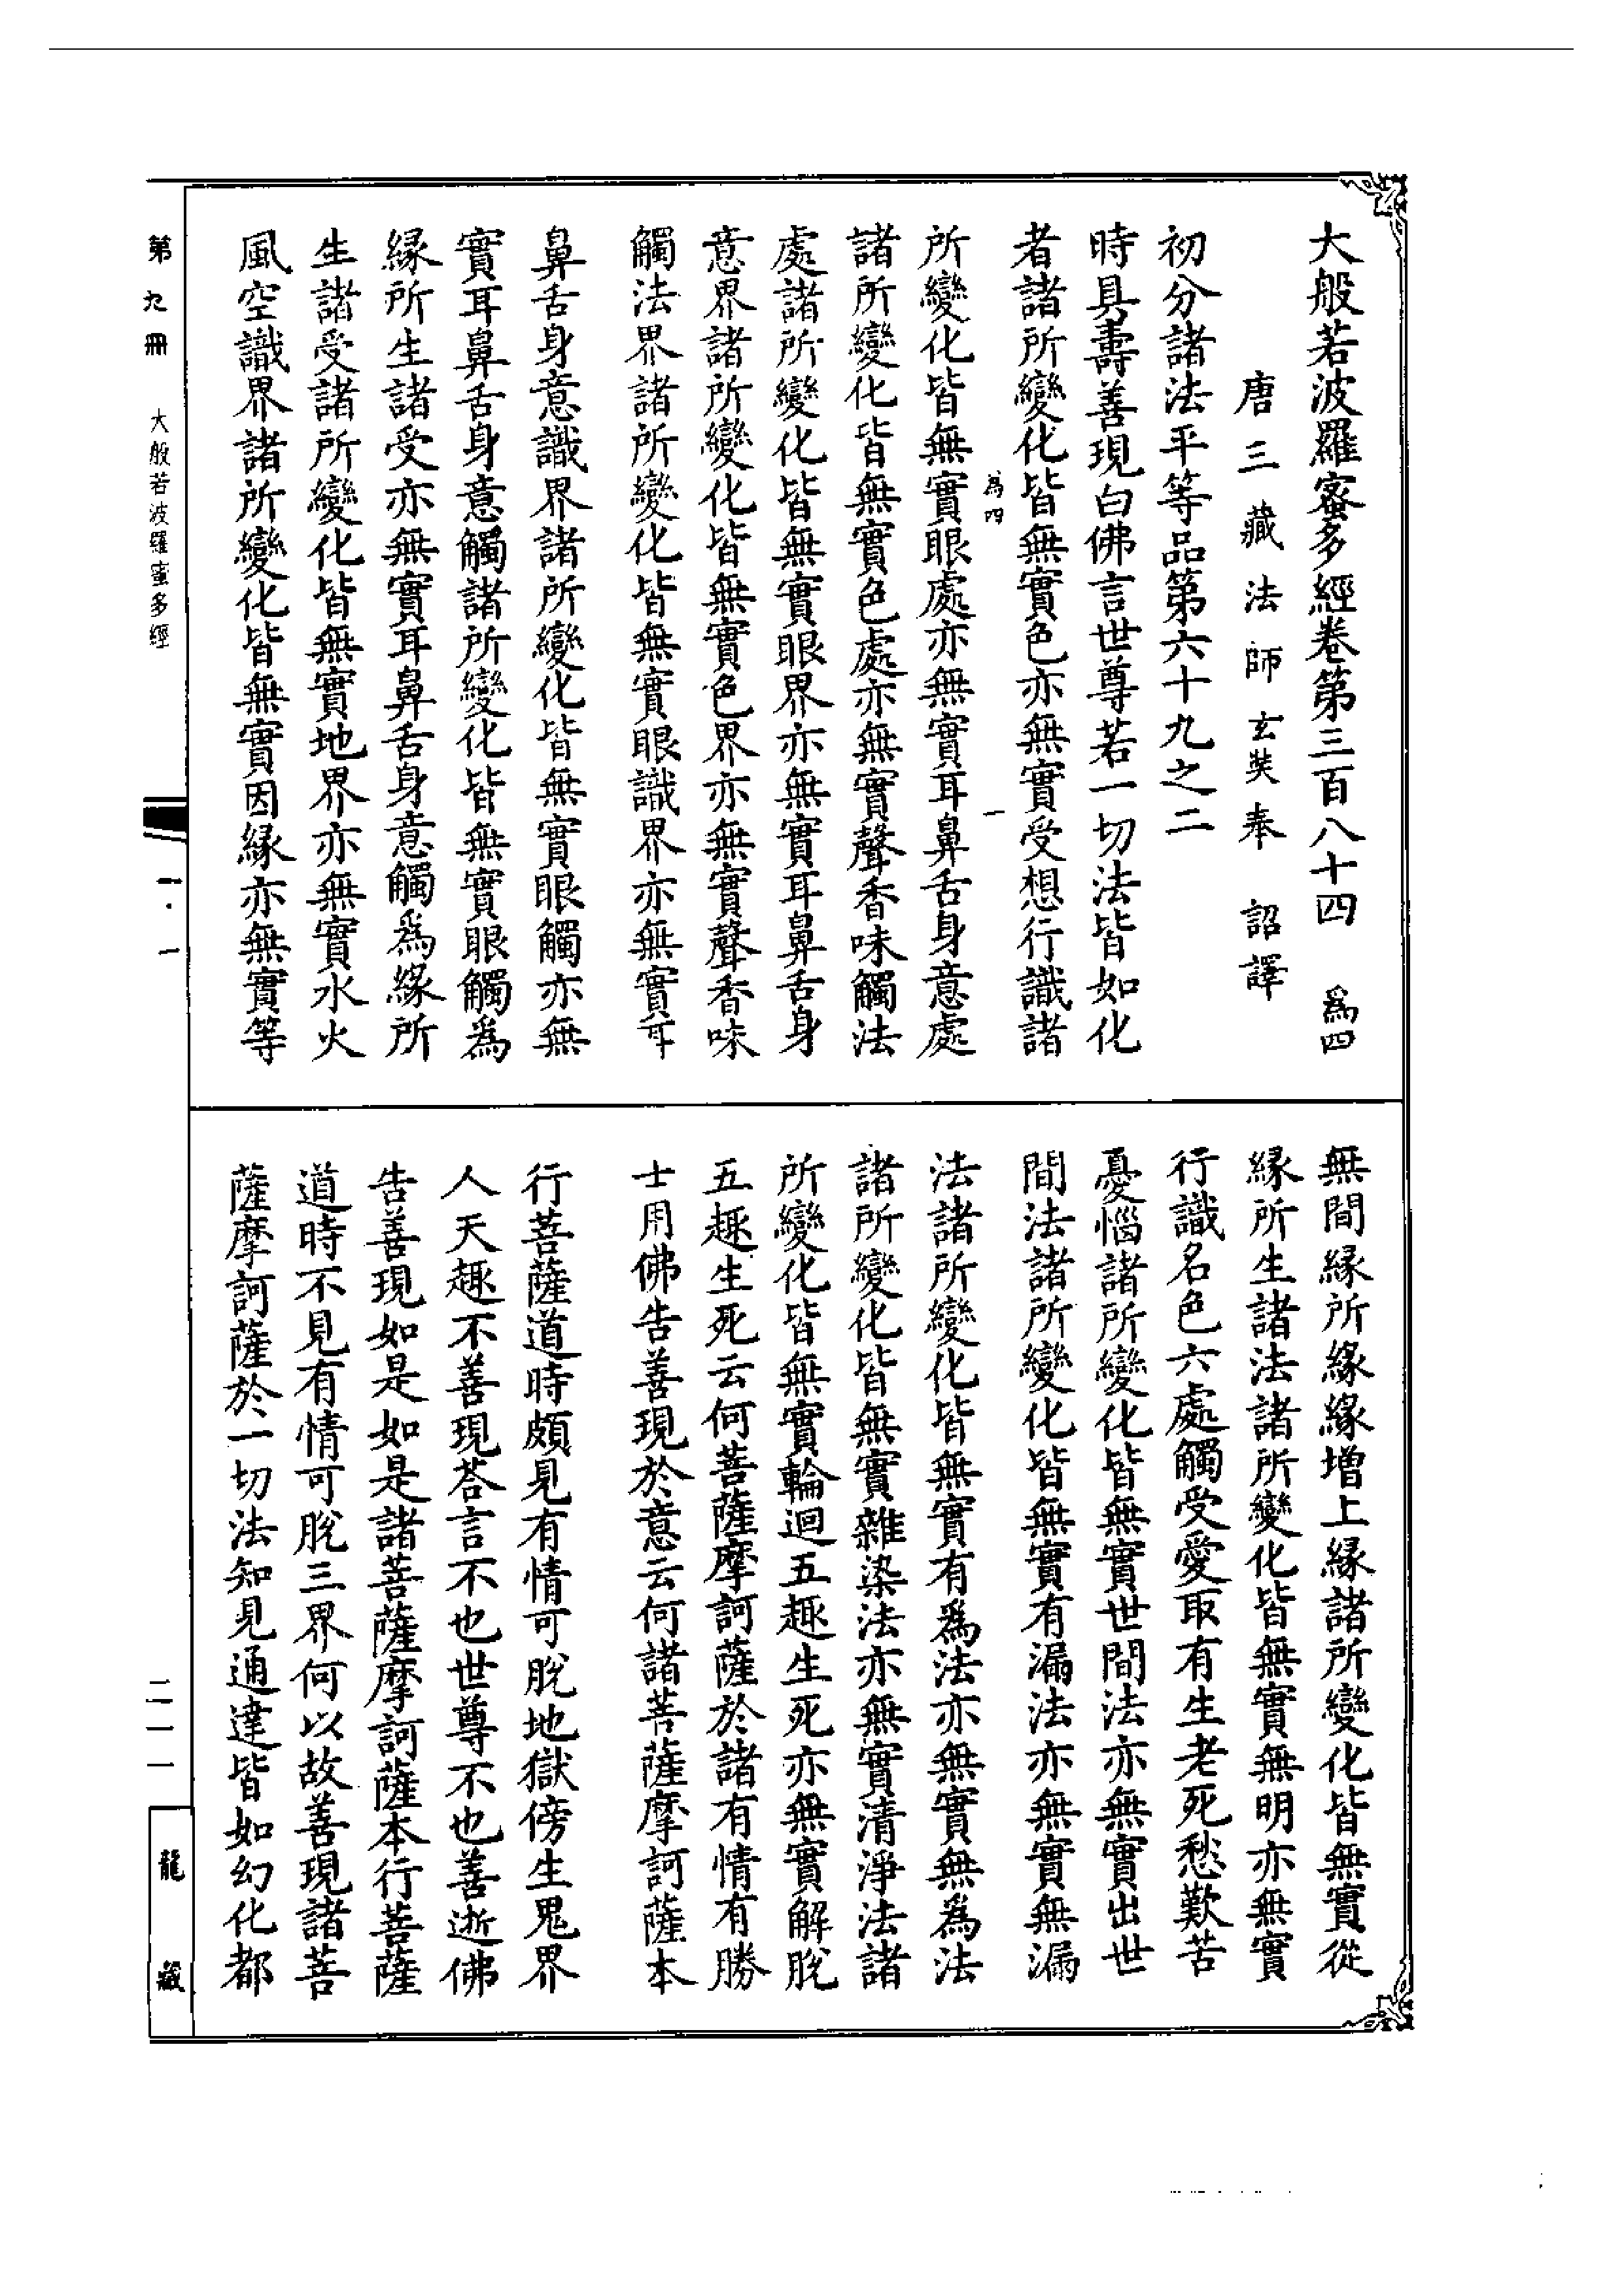 大般若波羅蜜多經卷第三百八十四　為四
唐三藏法師玄奘奉　詔譯
初分諸法平等品第六十九之二
時具壽善現白佛言世尊若一切法皆如化
者諸所變化皆無實色亦無實受想行識諸
為四　一
所變化皆無實眼處亦無實耳鼻舌身意處
諸所變化皆無實色處亦無實聲香味觸法
處諸所變化皆無實眼界亦無實耳鼻舌身
意界諸所變化皆無實色界亦無實聲香味
觸法界諸所變化皆無實眼識界亦無實耳
鼻舌身意識界諸所變化皆無實眼觸亦無
實耳鼻舌身意觸諸所變化皆無實眼觸為
緣所生諸受亦無實耳鼻舌身意觸為緣所
生諸受諸所變化皆無實地界亦無實水火
風空識界諸所變化皆無實因緣亦無實等
無間緣所緣緣增上緣諸所變化皆無實從
緣所生諸法諸所變化皆無實無明亦無實
行識名色六處觸受愛取有生老死愁歎苦
憂惱諸所變化皆無實世間法亦無實出世
間法諸所變化皆無實有漏法亦無實無漏
法諸所變化皆無實有為法亦無實無為法
諸所變化皆無實雜染法亦無實清淨法諸
所變化皆無實輪迴五趣生死亦無實解脫
五趣生死云何菩薩摩訶薩於諸有情有勝
士用佛告善現於意云何諸菩薩摩訶薩本
行菩薩道時頗見有情可脫地獄傍生鬼界
人天趣不善現荅言不也世尊不也善逝佛
告善現如是如是諸菩薩摩訶薩本行菩薩
道時不見有情可脫三界何以故善現諸菩
薩摩訶薩於一切法知見通達皆如幻化都
第九冊　大般若波羅蜜多經
一·一
二一一
龍藏